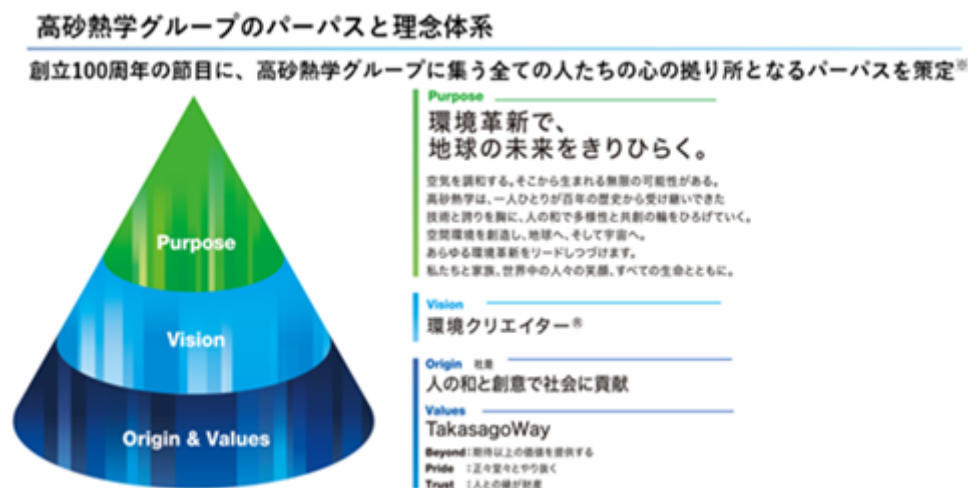 高砂熱学グループのパーパスと理念体系
創立100周年の節目に、高砂熱学グループに集う全ての人たちの心の拠り所となるパーパスを策定※
Purpose
環境革新で、
地球の未来をきりひらく。
空気を調和する。そこから生まれる無限の可能性がある。
高砂熱学は、一人ひとりが百年の歴史から受け継いできた
技術と誇りを胸に、人の和で多様性と共創の輪をひろげていく。
空間環境を創造し、地球へ、そして宇宙へ。
あらゆる環境革新をリードしつづけます。
私たちと家族、世界中の人々の笑顔、すべての生命とともに。
Purpose
Vision
環境クリエイター®
Vision
Origin 社是
人の和と創意で社会に貢献
Values
TakasagoWay
Origin & Values
Beyond：期待以上の価値を提供する
Pride ：正々堂々とやり抜く
Trust ：人との縁が財産